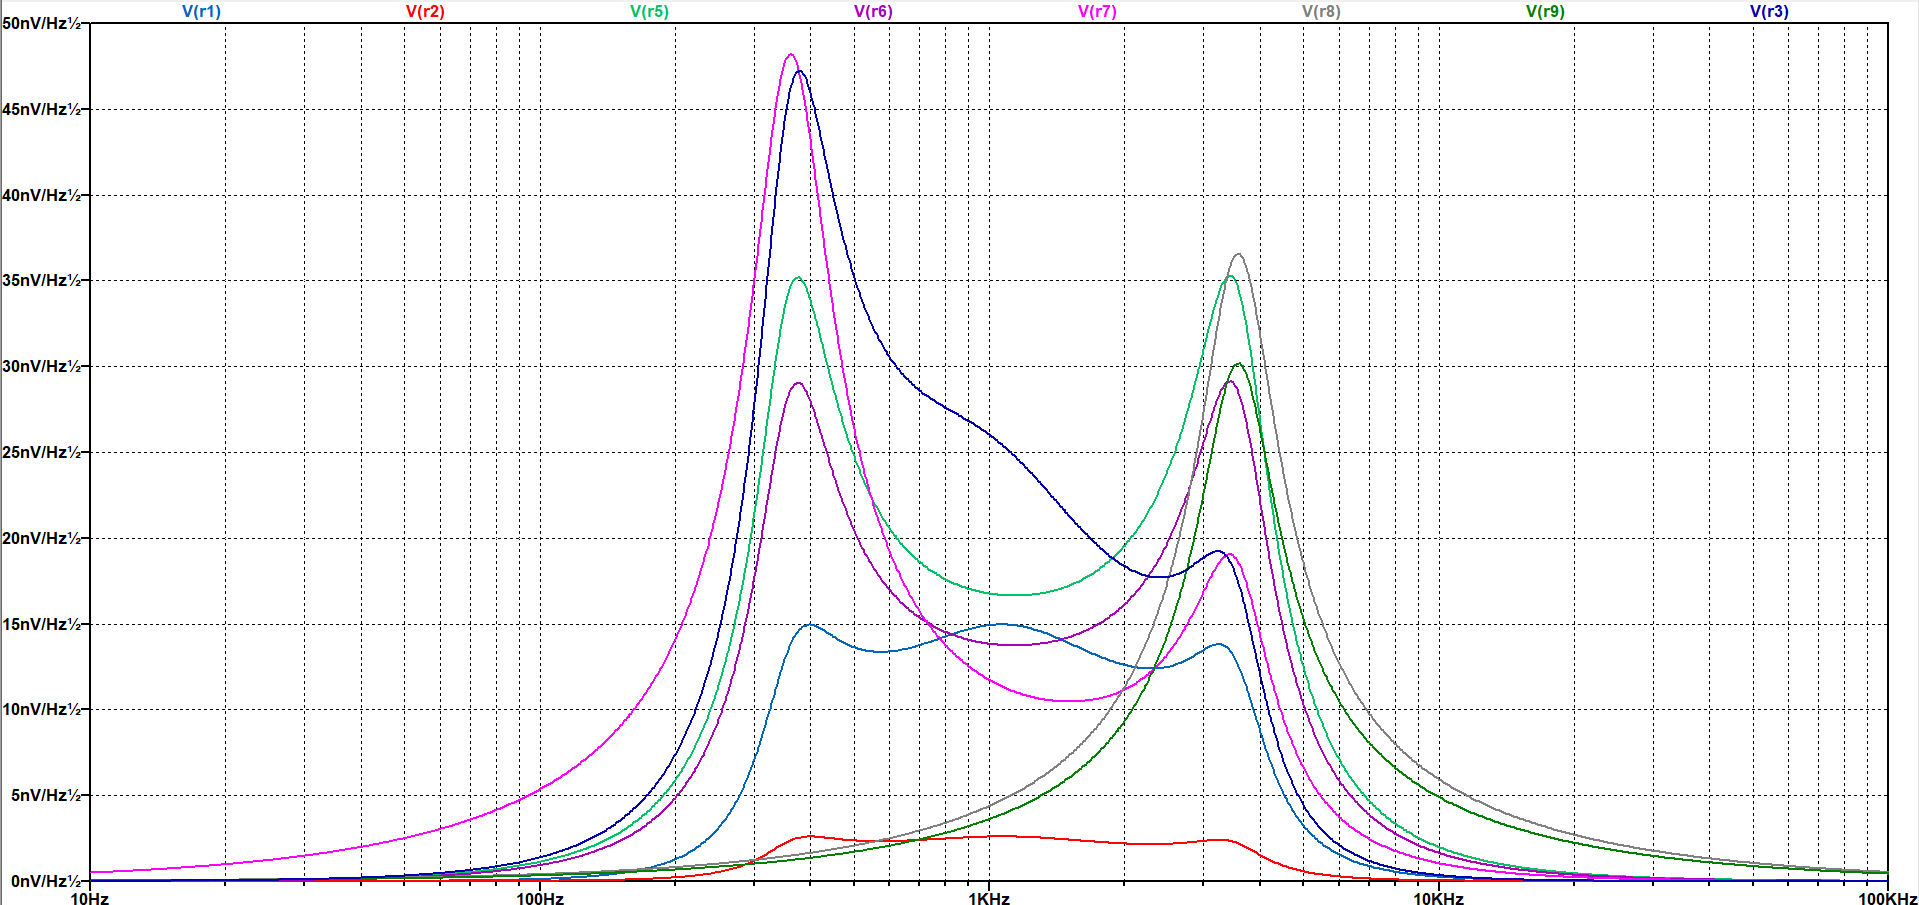 V(r1) V(r2) V(r5) V(r6) V(r7) V(r8) V(r9) V(r3)
50nV/Hz½
45nV/Hz½
40nV/Hz½
35nV/Hz½
30nV/Hz½
25nV/Hz½
20nV/Hz½
15nV/Hz½
10nV/Hz½
5nV/Hz½
0nV/Hz½
10Hz 100Hz 1KHz 10KHz 100KHz